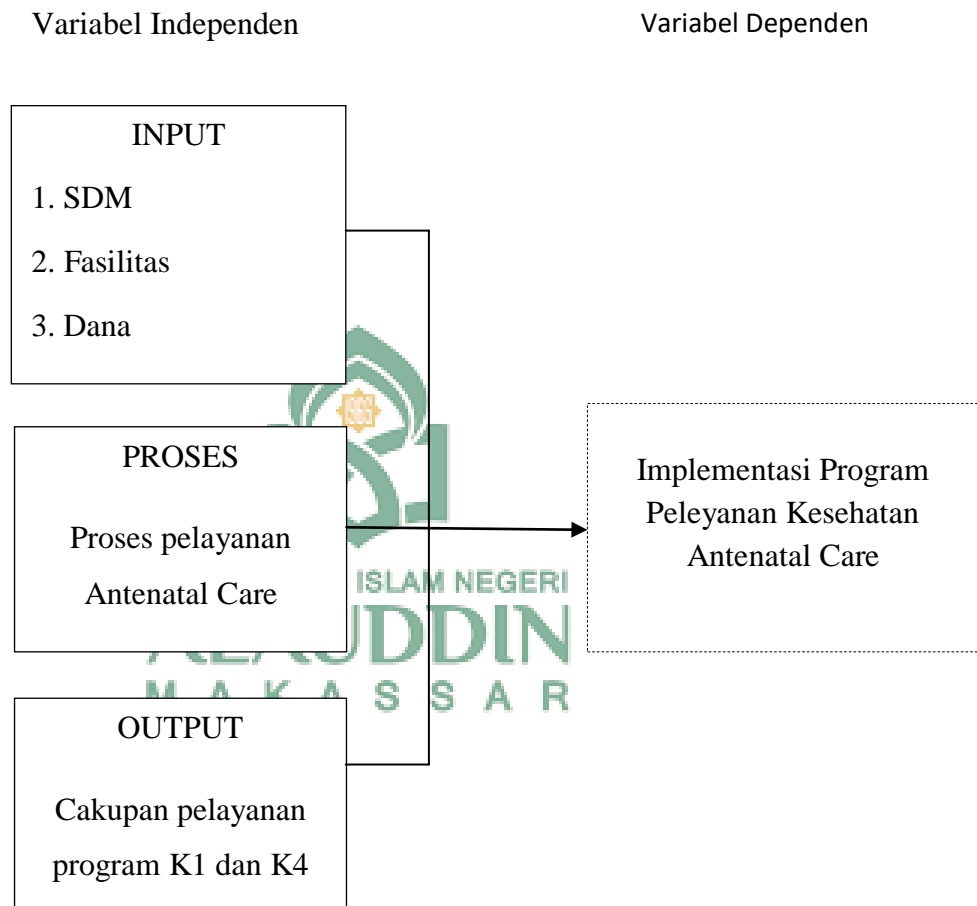 Variabel Independen
Variabel Dependen
INPUT
1. SDM
2. Fasilitas
3. Dana
PROSES
Proses pelayanan
Antenatal Care
OUTPUT
Cakupan pelayanan
program K1 dan K4
Implementasi Program
Peleyanan Kesehatan
Antenatal Care
ISLAM NEGERI
ALAUDDIN
MAKASSAR